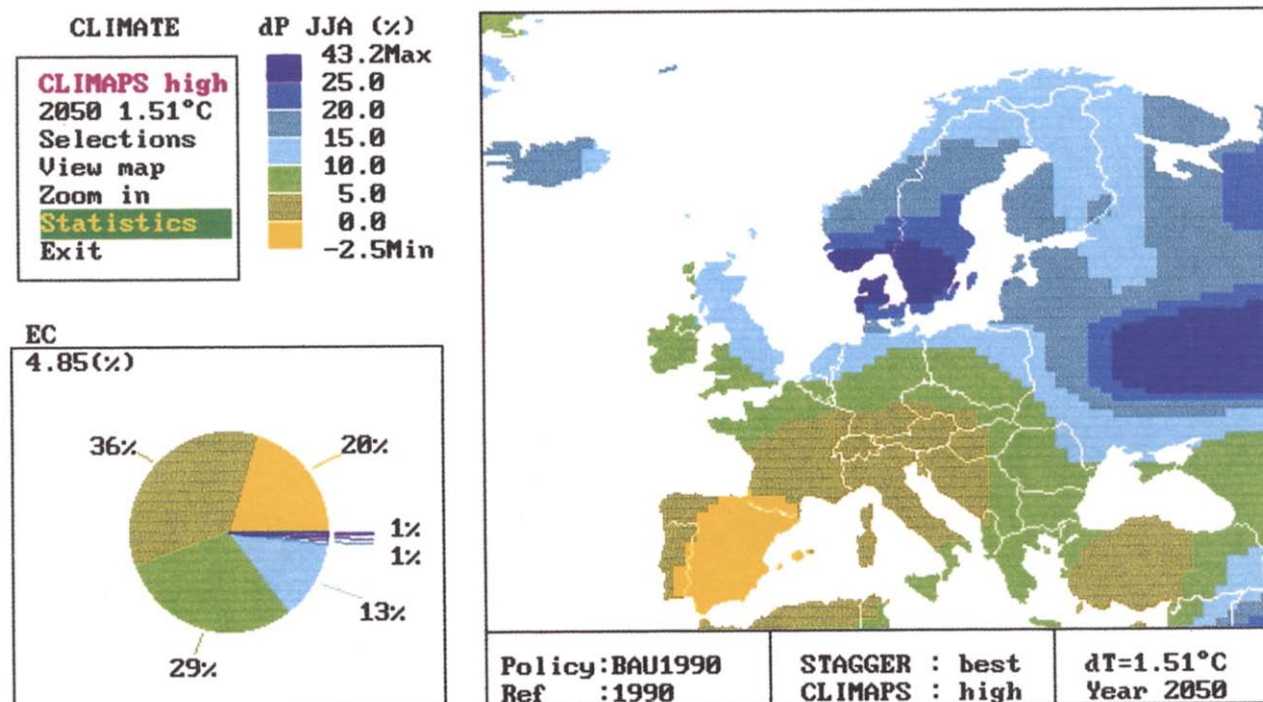 CLIMATE
CLIMAPS high
2050 1.51°C
Selections
View map
Zoom in
Statistics
Exit
dP JJA (%)
43.2Max
25.0
20.0
15.0
10.0
5.0
0.0
-2.5Min
EC
4.85(%)
36%
20%
1%
1%
13%
29%
Policy:BAU1990
Ref :1990
STAGGER : best
CLIMAPS : high
dT=1.51°C
Year 2050